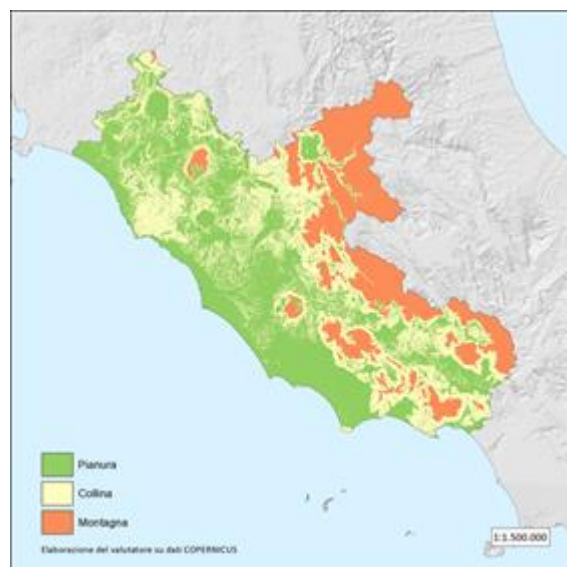 Pianura
Collina
Montagna
1:1.500.000
Elaborazione del valutatore su dati COPERNICUS